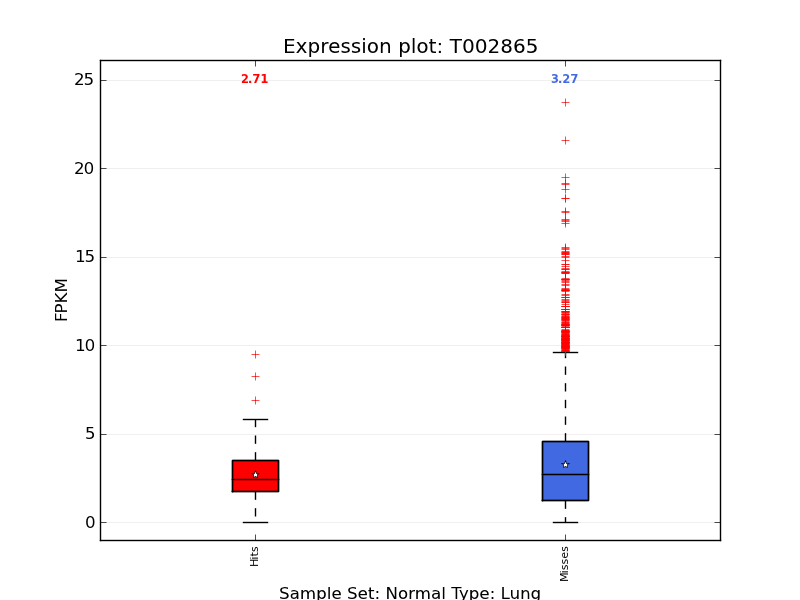 Expression plot: T002865
2.71
3.27
25
20
15
10
5
0
FPKM
Hits
Misses
Sample Set: Normal Type: Lung